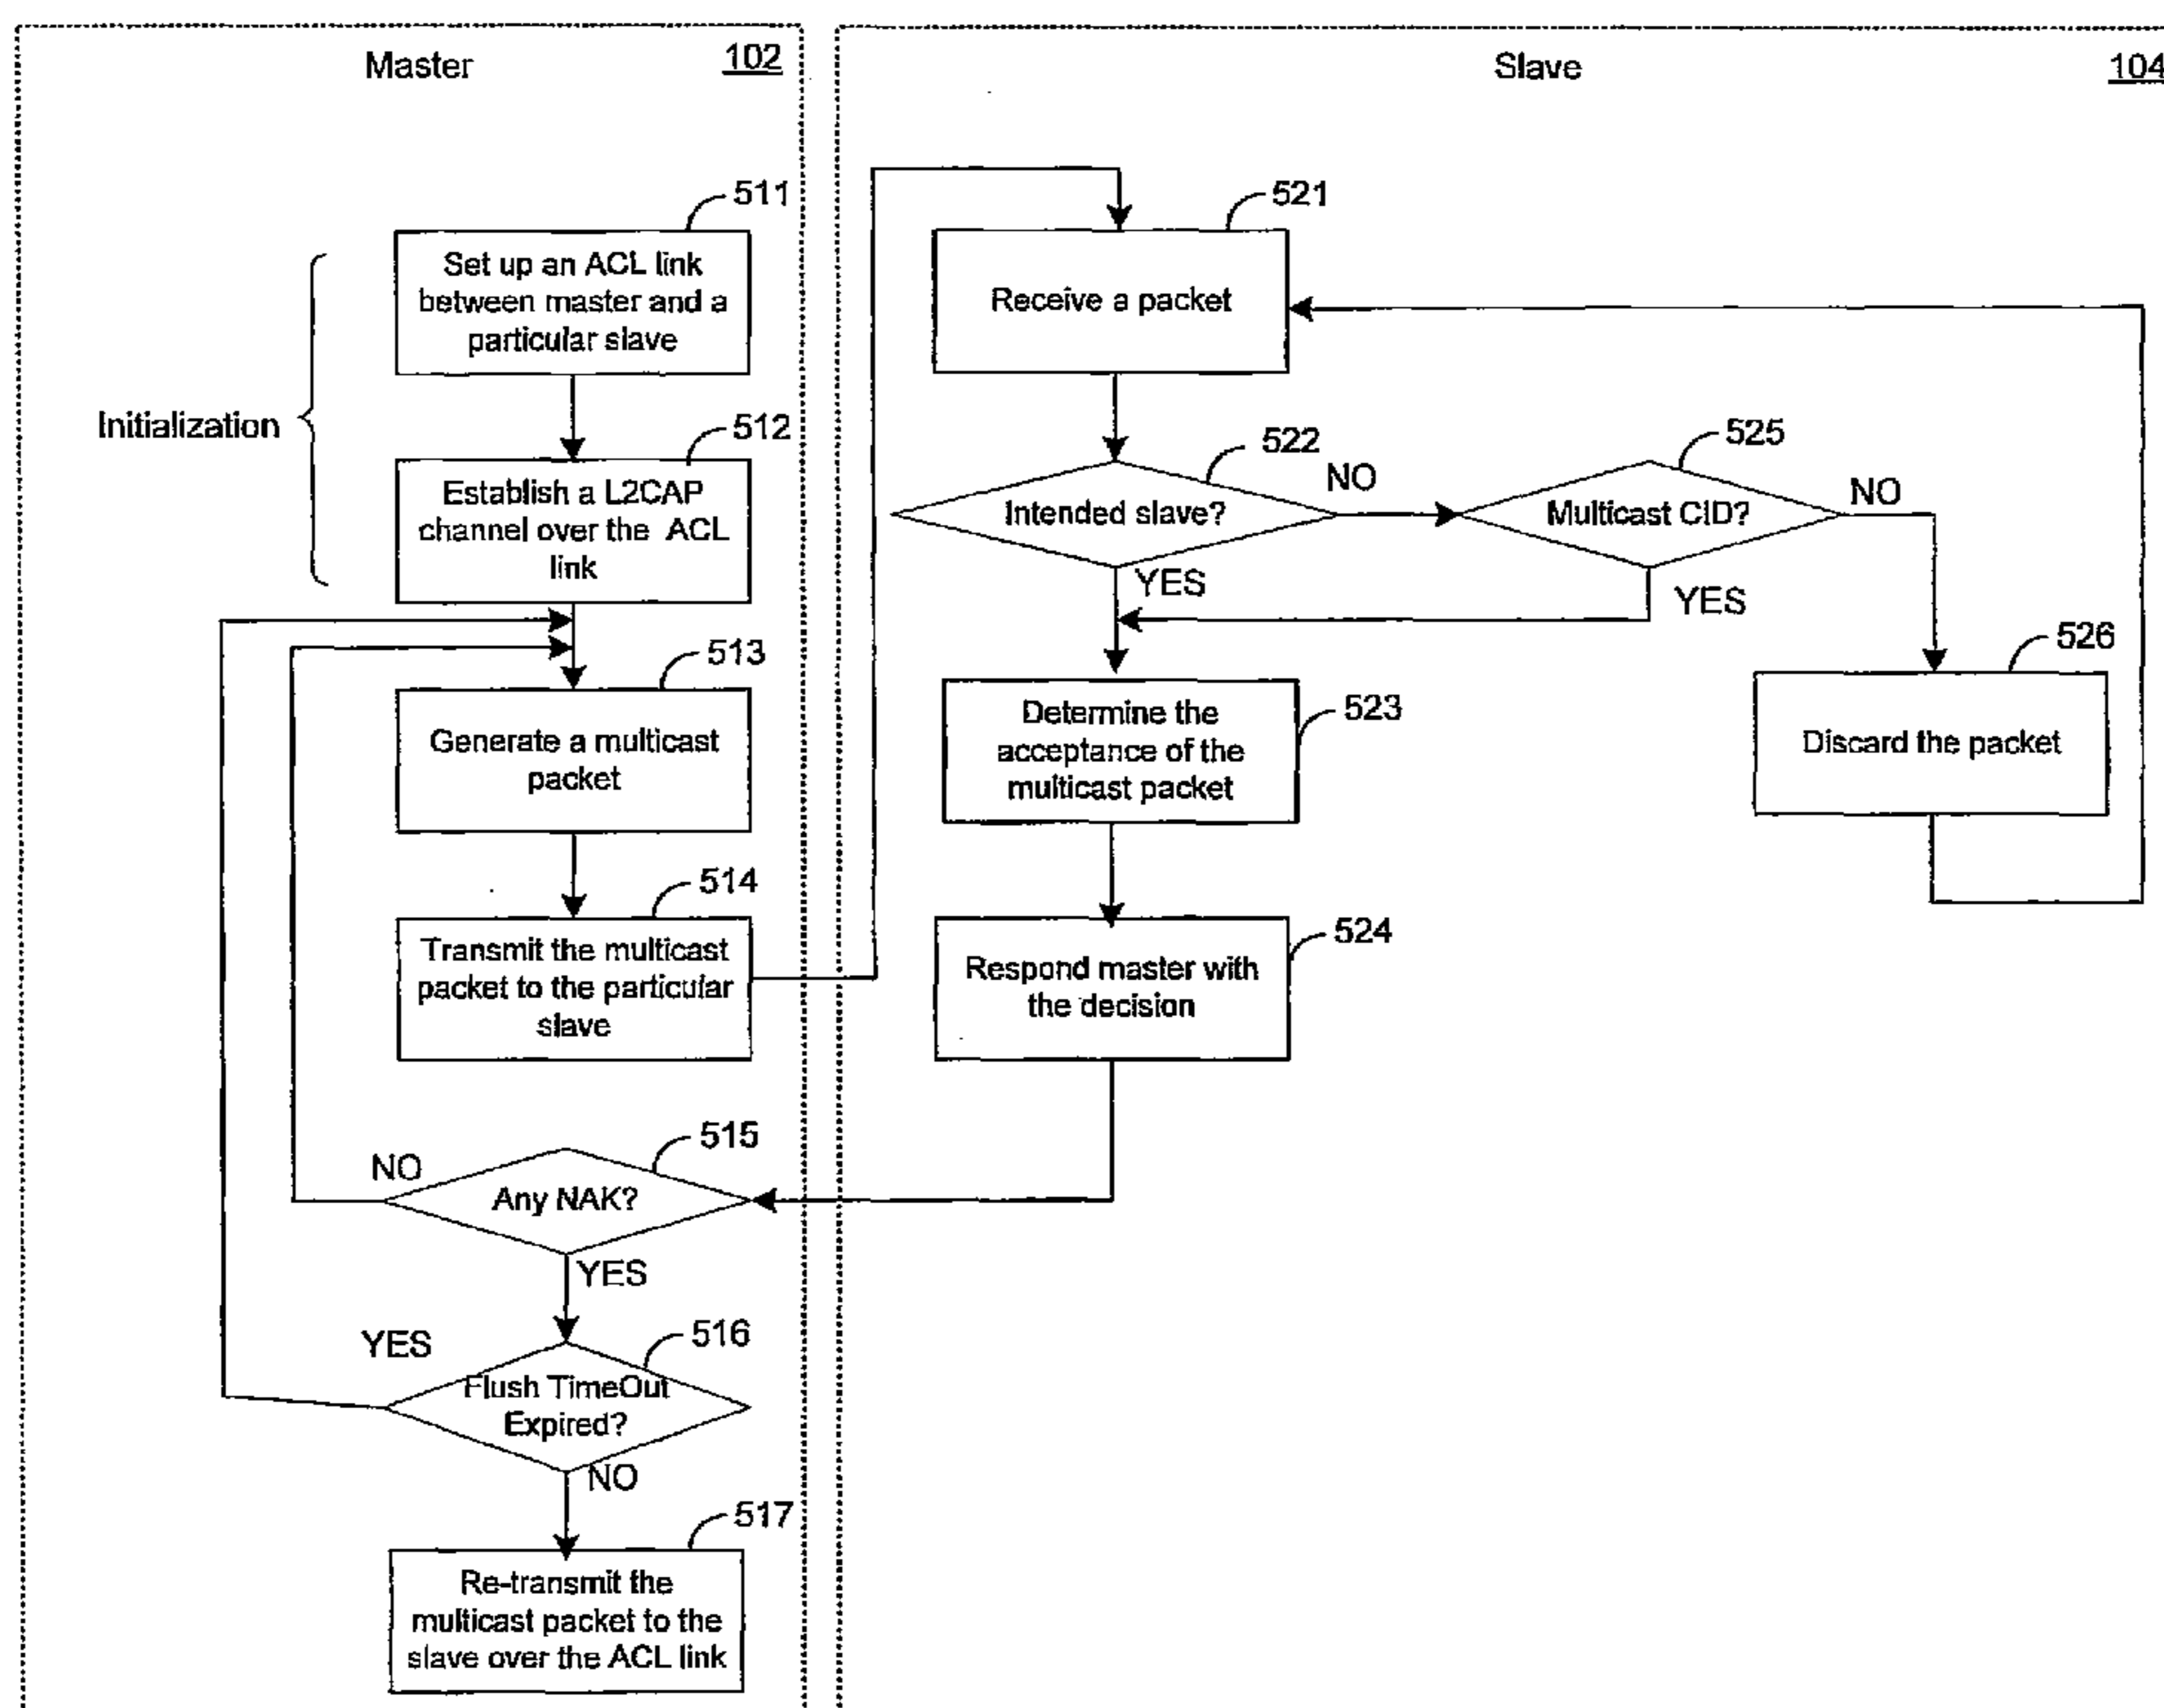 Master
102
511
Set up an ACL link
between master and a
particular slave
Initialization
512
Establish a L2CAP
channel over the ACL
link
513
Generate a multicast
packet
514
Transmit the multicast
packet to the particular
slave
515
NO
Any NAK?
YES
516
YES
Flush TimeOut
Expired?
NO
517
Re-transmit the
multicast packet to the
slave over the ACL link
Slave
104
521
Receive a packet
522
Intended slave?
NO
YES
525
Multicast CID?
NO
YES
523
Determine the
acceptance of the
multicast packet
526
Discard the packet
524
Respond master with
the decision